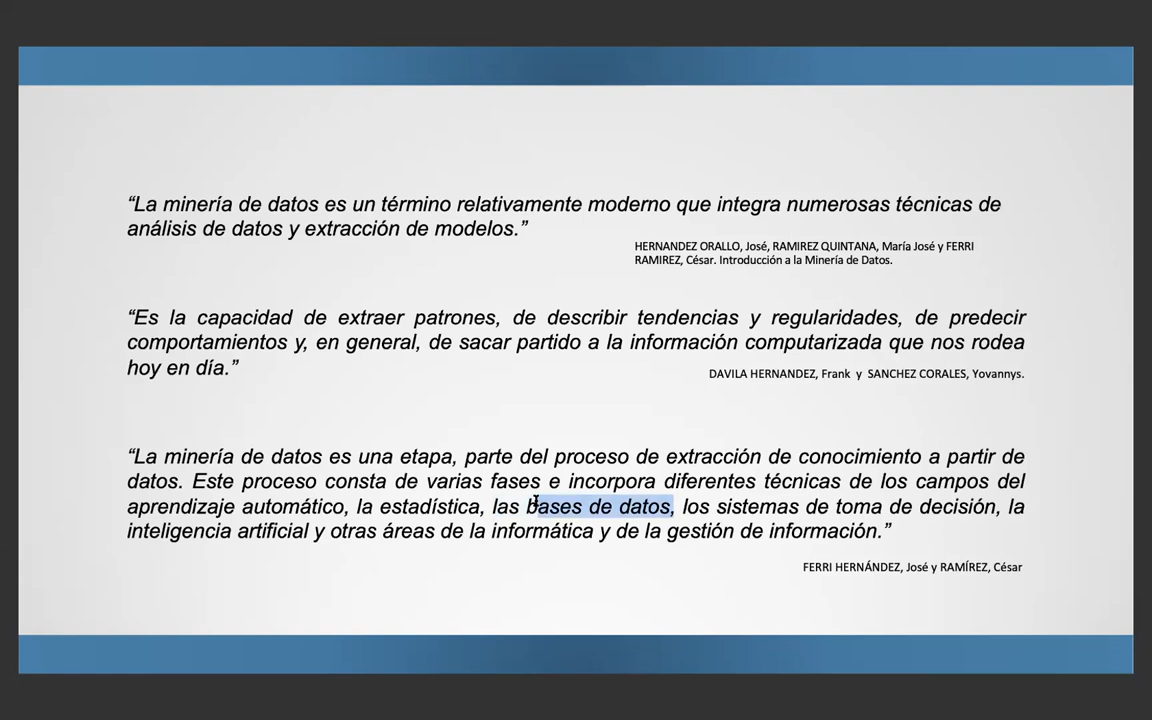 “La minería de datos es un término relativamente moderno que integra numerosas técnicas de
análisis de datos y extracción de modelos.”
HERNANDEZ ORALLO, José, RAMIREZ QUINTANA, María José y FERRI
RAMIREZ, César. Introducción a la Minería de Datos.
“Es la capacidad de extraer patrones, de describir tendencias y regularidades, de predecir
comportamientos y, en general, de sacar partido a la información computarizada que nos rodea
hoy en día.”
DAVILA HERNANDEZ, Frank y SANCHEZ CORALES, Yovannys.
“La minería de datos es una etapa, parte del proceso de extracción de conocimiento a partir de
datos. Este proceso consta de varias fases e incorpora diferentes técnicas de los campos del
aprendizaje automático, la estadística, las bases de datos, los sistemas de toma de decisión, la
inteligencia artificial y otras áreas de la informática y de la gestión de información.”
FERRI HERNÁNDEZ, José y RAMÍREZ, César